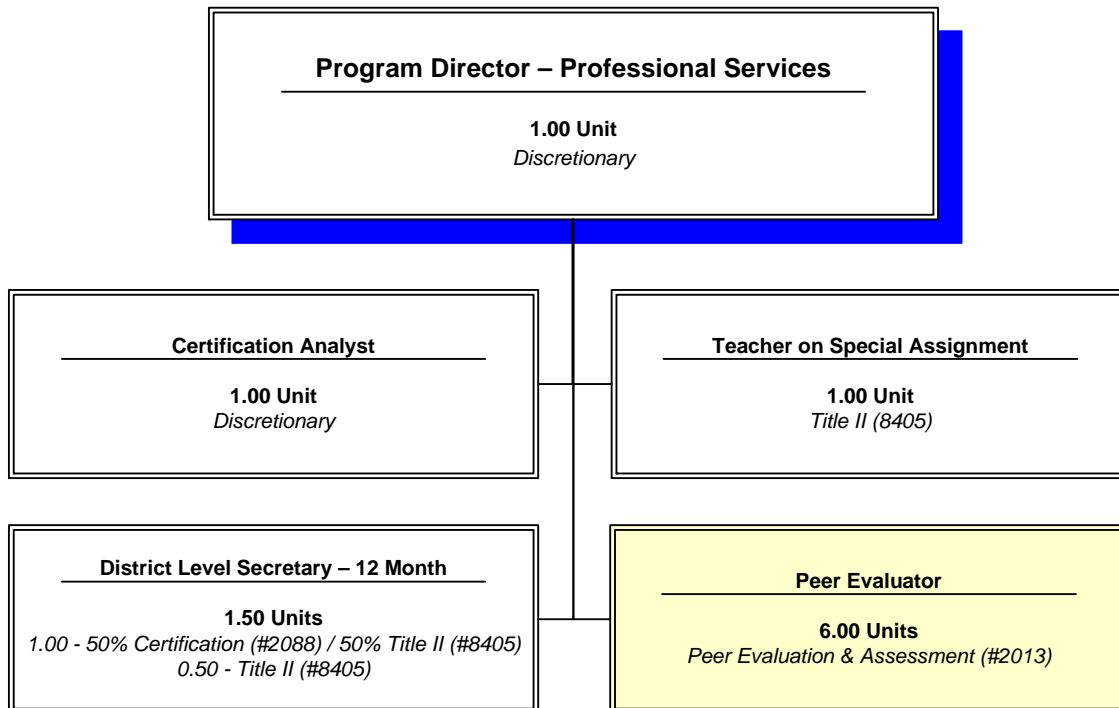 Program Director – Professional Services
1.00 Unit
Discretionary
Certification Analyst
1.00 Unit
Discretionary
Teacher on Special Assignment
1.00 Unit
Title II (8405)
District Level Secretary – 12 Month
1.50 Units
1.00 - 50% Certification (#2088) / 50% Title II (#8405)
0.50 - Title II (#8405)
Peer Evaluator
6.00 Units
Peer Evaluation & Assessment (#2013)